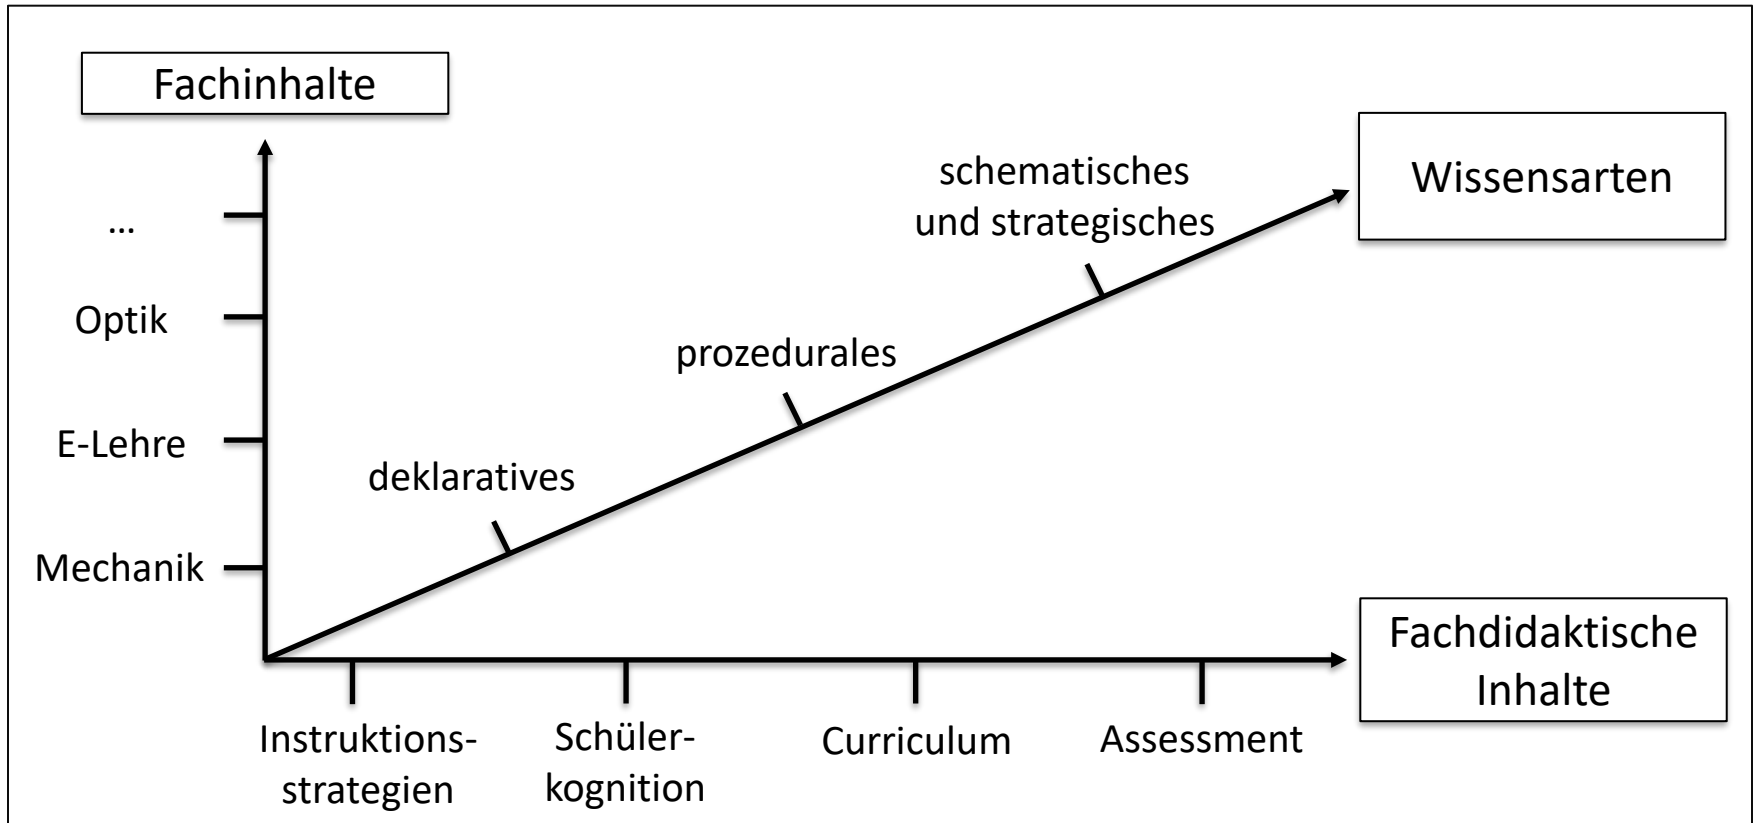 Fachinhalte
Wissensarten
schematisches
und strategisches
...
Optik
prozedurales
E-Lehre
deklaratives
Mechanik
Fachdidaktische
Inhalte
Instruktions-
strategien
Schüler-
kognition
Curriculum
Assessment